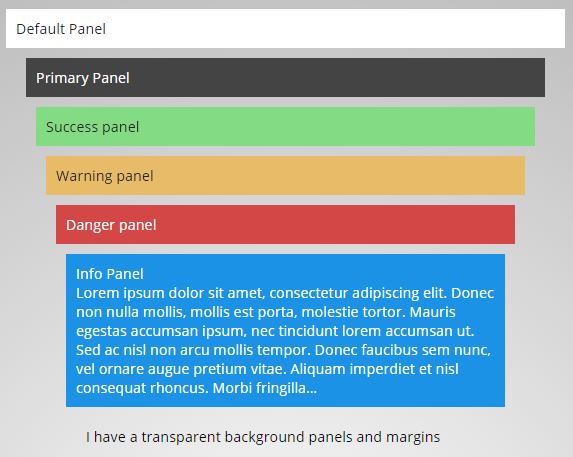 Default Panel
Primary Panel
Success panel
Warning panel
Danger panel
Info Panel
Lorem ipsum dolor sit amet, consectetur adipiscing elit. Donec
non nulla mollis, mollis est porta, molestie tortor. Mauris
egestas accumsan ipsum, nec tincidunt lorem accumsan ut.
Sed ac nisl non arcu mollis tempor. Donec faucibus sem nunc,
vel ornare augue pretium vitae. Aliquam imperdiet et nisl
consequat rhoncus. Morbi fringilla...
I have a transparent background panels and margins